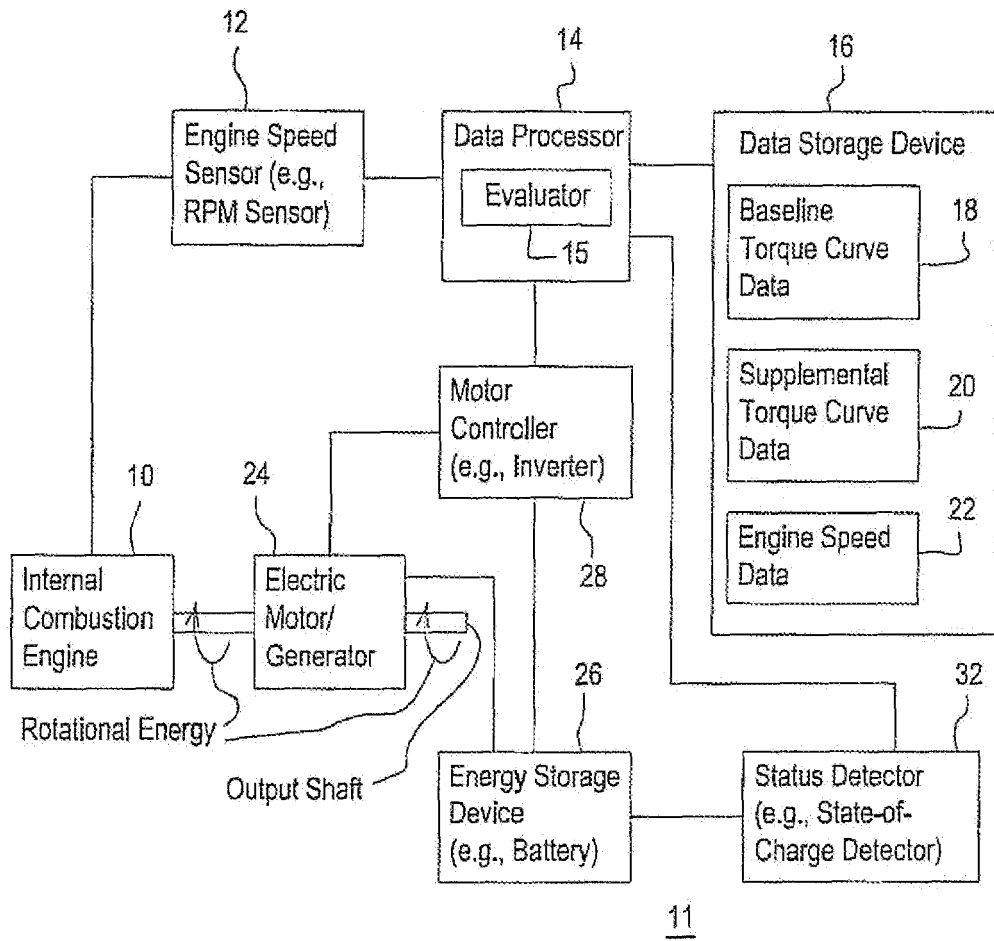 12
14
16
Engine Speed
Sensor (e.g.,
RPM Sensor)
Data Processor
Evaluator
15
Data Storage Device
Baseline
Torque Curve
Data
18
Supplemental
Torque Curve
Data
20
Engine Speed
Data
22
Motor
Controller
(e.g., Inverter)
28
10
24
Internal
Combustion
Engine
Electric
Motor/
Generator
Rotational Energy
Output Shaft
26
32
Energy Storage
Device
(e.g., Battery)
Status Detector
(e.g., State-of-
Charge Detector)
11